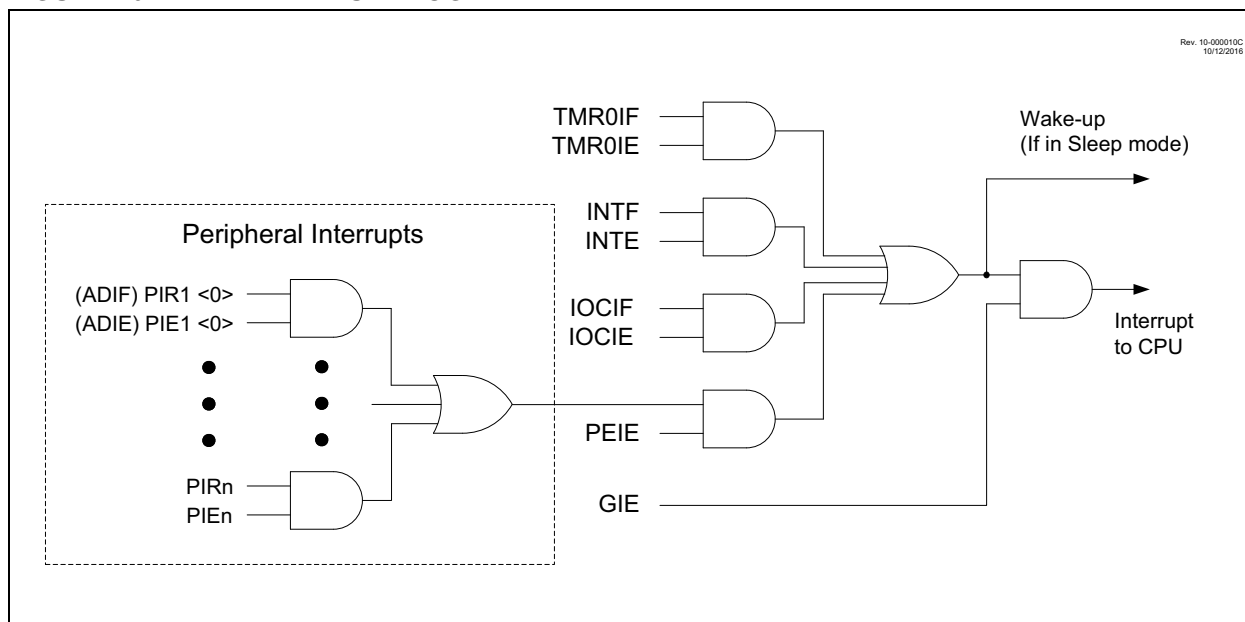 Rev. 10-000010C
10/12/2016
TMR0IF
TMR0IE
Wake-up
(If in Sleep mode)
INTF
INTE
Peripheral Interrupts
(ADIF) PIR1 <0>
(ADIE) PIE1 <0>
IOCIF
IOCIE
Interrupt
to CPU
PEIE
PIRn
PIEn
GIE